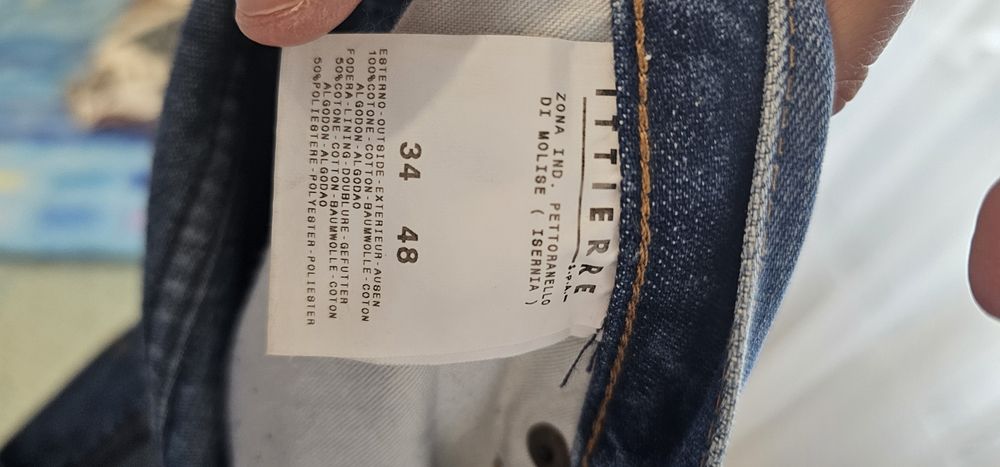 ITTIERRE
S.P.A.
ZONA IND. PETTORANELLO
DI MOLISE ( ISERNIA )
34 48
ESTERNO-OUTSIDE-EXTERIEUR-AUSEN
100%COTONE-COTTON-BAUMWOLLE-COTON
ALGODON-ALGODAO
FODERA-LINING-DOUBLURE-GEFUTTER
50%COTONE-COTTON-BAUMWOLLE-COTON
ALGODON-ALGODAO
50%POLIESTERE-POLYESTER-POLIESTER